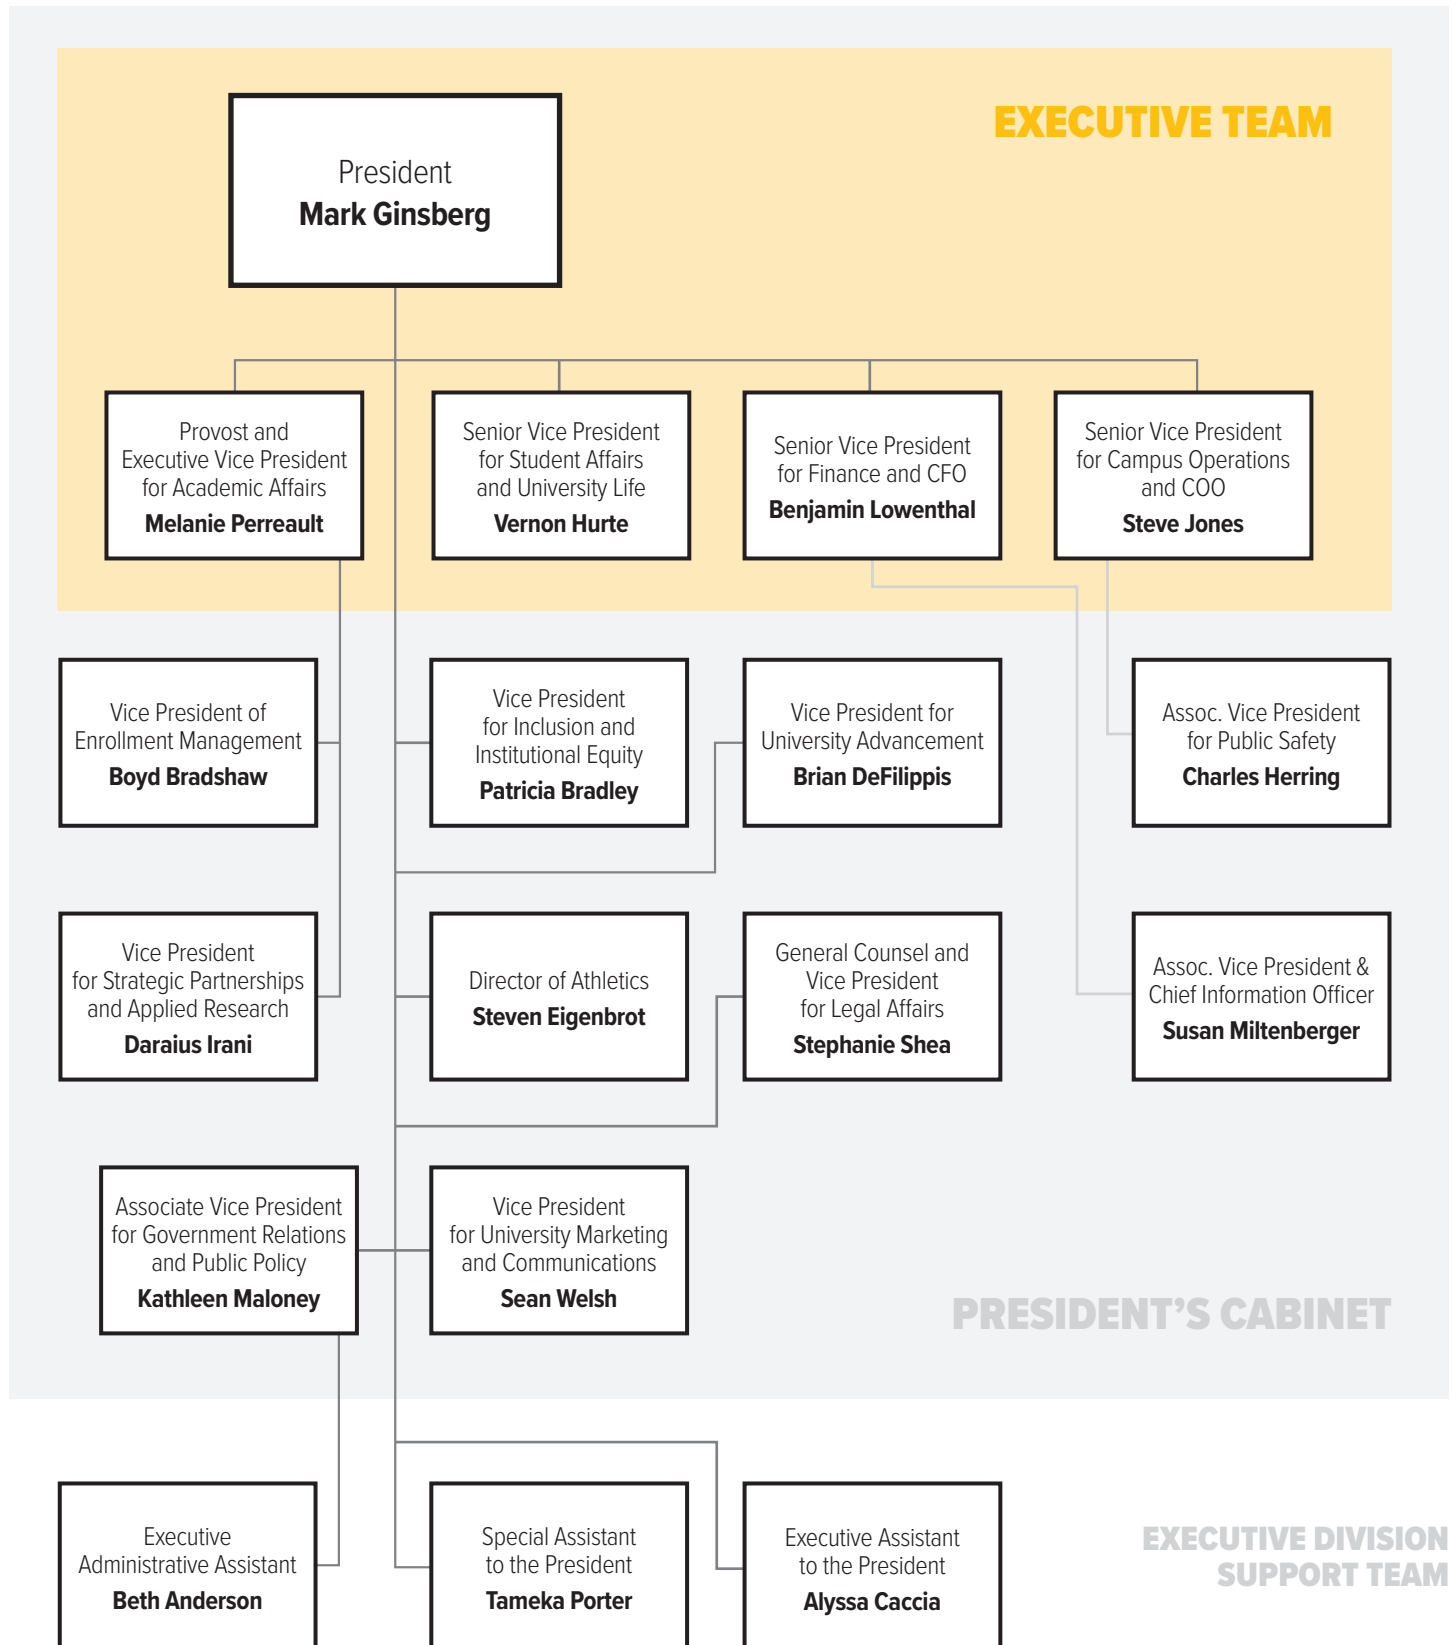 EXECUTIVE TEAM
President
Mark Ginsberg
Provost and
Executive Vice President
for Academic Affairs
Melanie Perreault
Senior Vice President
for Student Affairs
and University Life
Vernon Hurte
Senior Vice President
for Finance and CFO
Benjamin Lowenthal
Senior Vice President
for Campus Operations
and COO
Steve Jones
Vice President of
Enrollment Management
Boyd Bradshaw
Vice President
for Inclusion and
Institutional Equity
Patricia Bradley
Vice President for
University Advancement
Brian DeFilippis
Assoc. Vice President
for Public Safety
Charles Herring
Vice President
for Strategic Partnerships
and Applied Research
Daraius Irani
Director of Athletics
Steven Eigenbrot
General Counsel and
Vice President
for Legal Affairs
Stephanie Shea
Assoc. Vice President &
Chief Information Officer
Susan Miltenberger
Associate Vice President
for Government Relations
and Public Policy
Kathleen Maloney
Vice President
for University Marketing
and Communications
Sean Welsh
PRESIDENT’S CABINET
Executive
Administrative Assistant
Beth Anderson
Special Assistant
to the President
Tameka Porter
Executive Assistant
to the President
Alyssa Caccia
EXECUTIVE DIVISION
SUPPORT TEAM